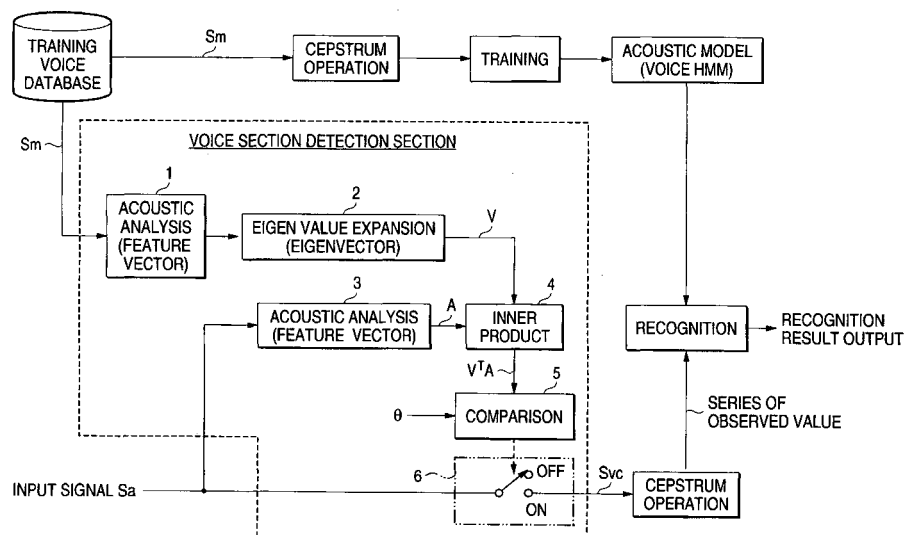 TRAINING
VOICE
DATABASE
Sm
CEPSTRUM
OPERATION
TRAINING
ACOUSTIC MODEL
(VOICE HMM)
Sm
VOICE SECTION DETECTION SECTION
1
ACOUSTIC
ANALYSIS
(FEATURE
VECTOR)
2
EIGEN VALUE EXPANSION
(EIGENVECTOR)
V
3
ACOUSTIC ANALYSIS
(FEATURE VECTOR)
A
4
INNER
PRODUCT
RECOGNITION
RECOGNITION
RESULT OUTPUT
VᵀA
5
θ
COMPARISON
SERIES OF
OBSERVED VALUE
6
OFF
ON
INPUT SIGNAL Sa
Svc
CEPSTRUM
OPERATION